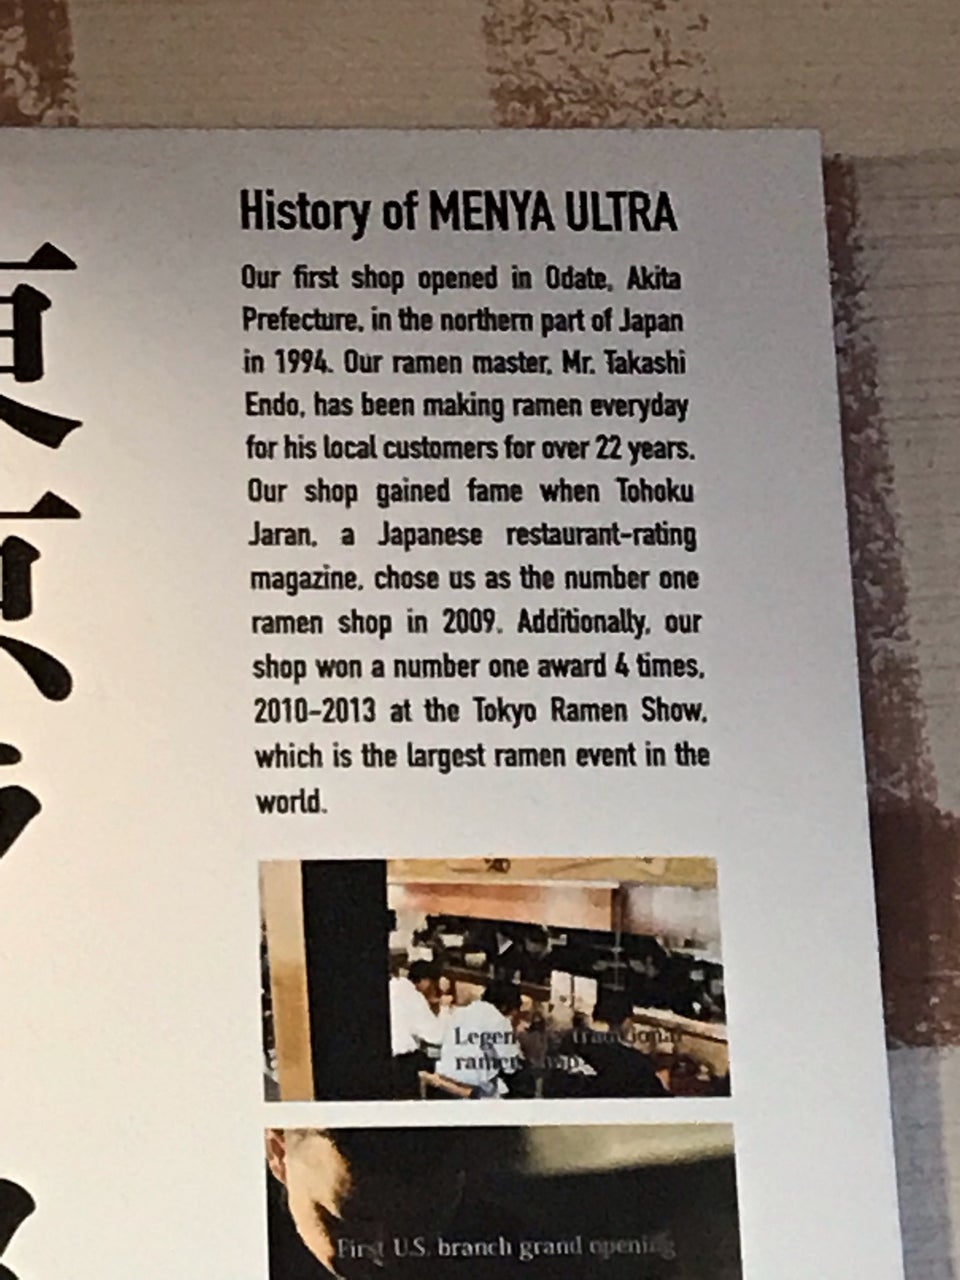 History of MENYA ULTRA
Our first shop opened in Odate, Akita
Prefecture, in the northern part of Japan
in 1994. Our ramen master, Mr. Takashi
Endo, has been making ramen everyday
for his local customers for over 22 years.
Our shop gained fame when Tohoku
Jaran, a Japanese restaurant-rating
magazine, chose us as the number one
ramen shop in 2009. Additionally, our
shop won a number one award 4 times,
2010-2013 at the Tokyo Ramen Show,
which is the largest ramen event in the
world.
traditional
ramen shop
First U.S. branch grand opening